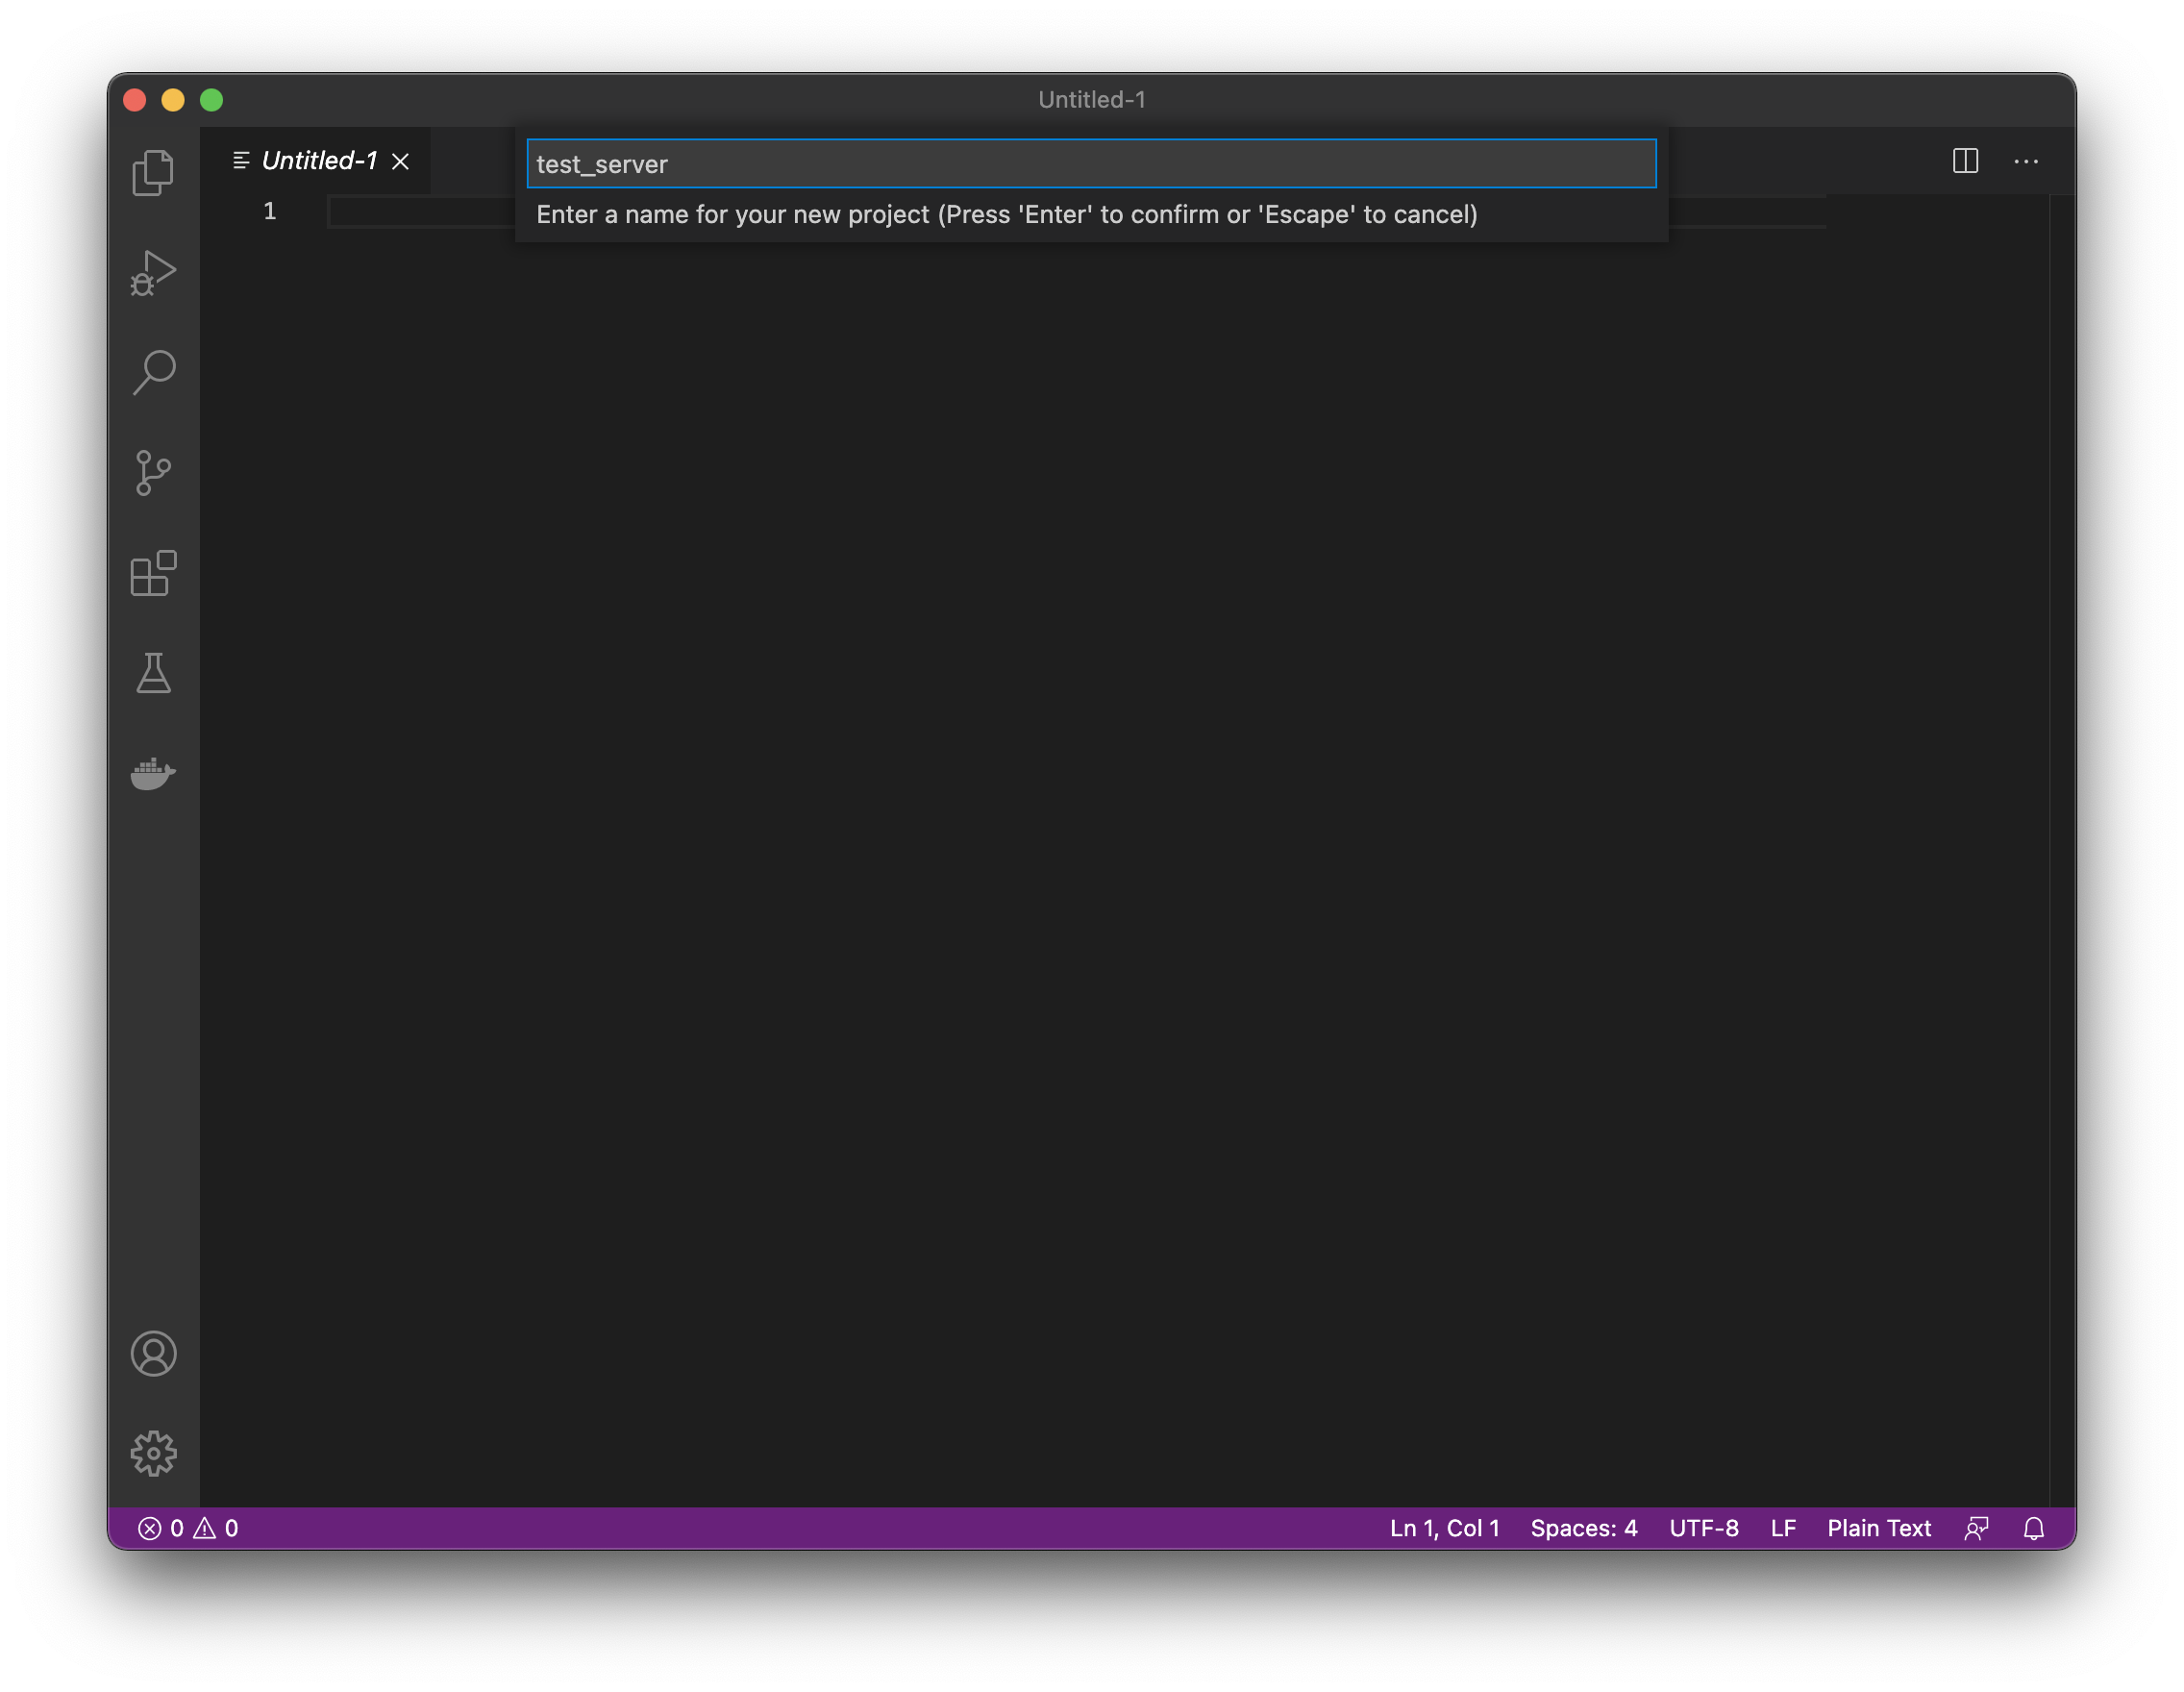 Untitled-1
Untitled-1
test_server
1
Enter a name for your new project (Press 'Enter' to confirm or 'Escape' to cancel)
0 0 Ln 1, Col 1 Spaces: 4 UTF-8 LF Plain Text